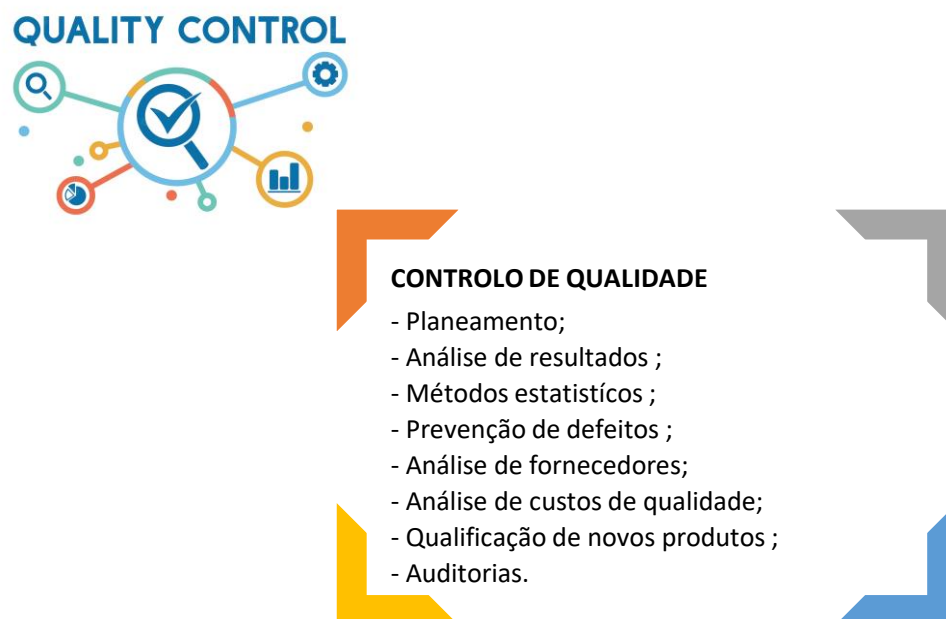 QUALITY CONTROL
CONTROLO DE QUALIDADE
- Planeamento;
- Análise de resultados ;
- Métodos estatistícos ;
- Prevenção de defeitos ;
- Análise de fornecedores;
- Análise de custos de qualidade;
- Qualificação de novos produtos ;
- Auditorias.